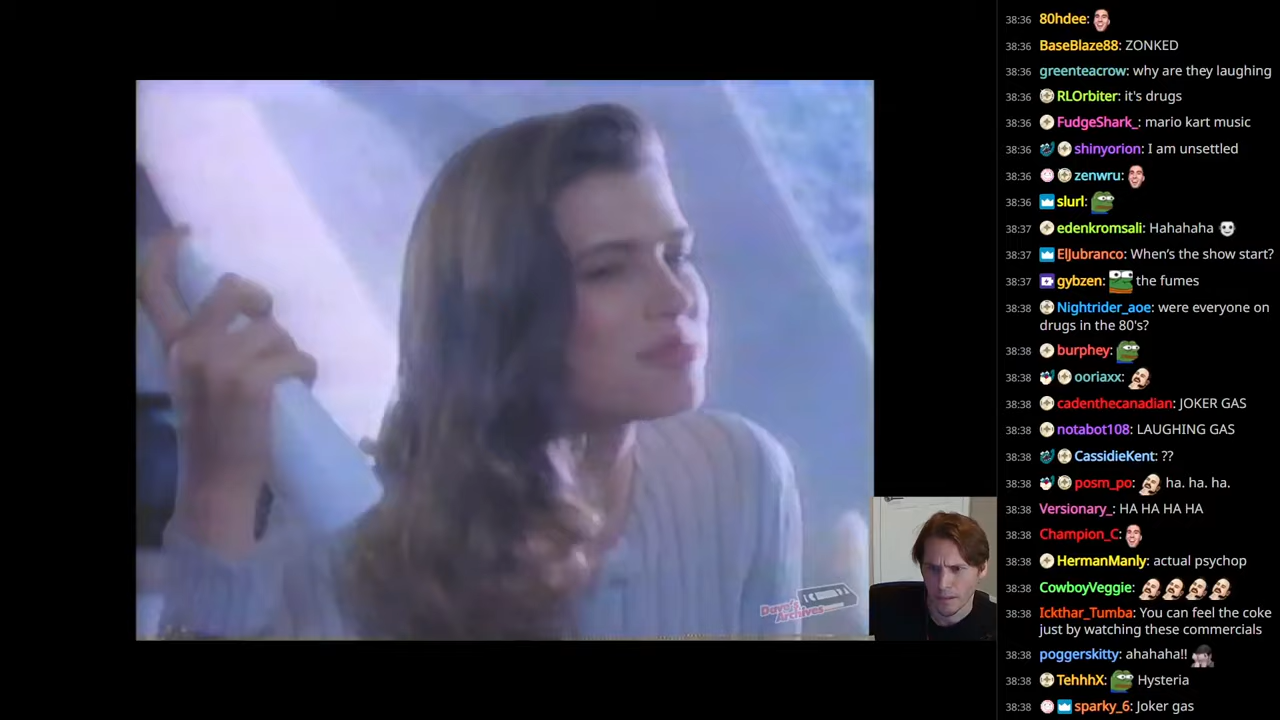 38:36 80hdee:
38:36 BaseBlaze88: ZONKED
38:36 greenteacrow: why are they laughing
38:36 RLOrbiter: it's drugs
38:36 FudgeShark_: mario kart music
38:36 shinyorion: I am unsettled
38:36 zenwru:
38:36 slurl:
38:37 edenkromsali: Hahahaha
38:37 ElJubranco: When’s the show start?
38:37 gybzen: the fumes
38:38 Nightrider_aoe: were everyone on
drugs in the 80's?
38:38 burphey:
38:38 ooriaxx:
38:38 cadenthecanadian: JOKER GAS
38:38 notabot108: LAUGHING GAS
38:38 CassidieKent: ??
38:38 posm_po: ha. ha. ha.
38:38 Versionary_: HA HA HA HA
38:38 Champion_C:
38:38 HermanManly: actual psychop
38:38 CowboyVeggie:
38:38 Ickthar_Tumba: You can feel the coke
just by watching these commercials
38:38 poggerskitty: ahahaha!!
38:38 TehhhX: Hysteria
38:38 sparky_6: Joker gas
Dave's
Archives